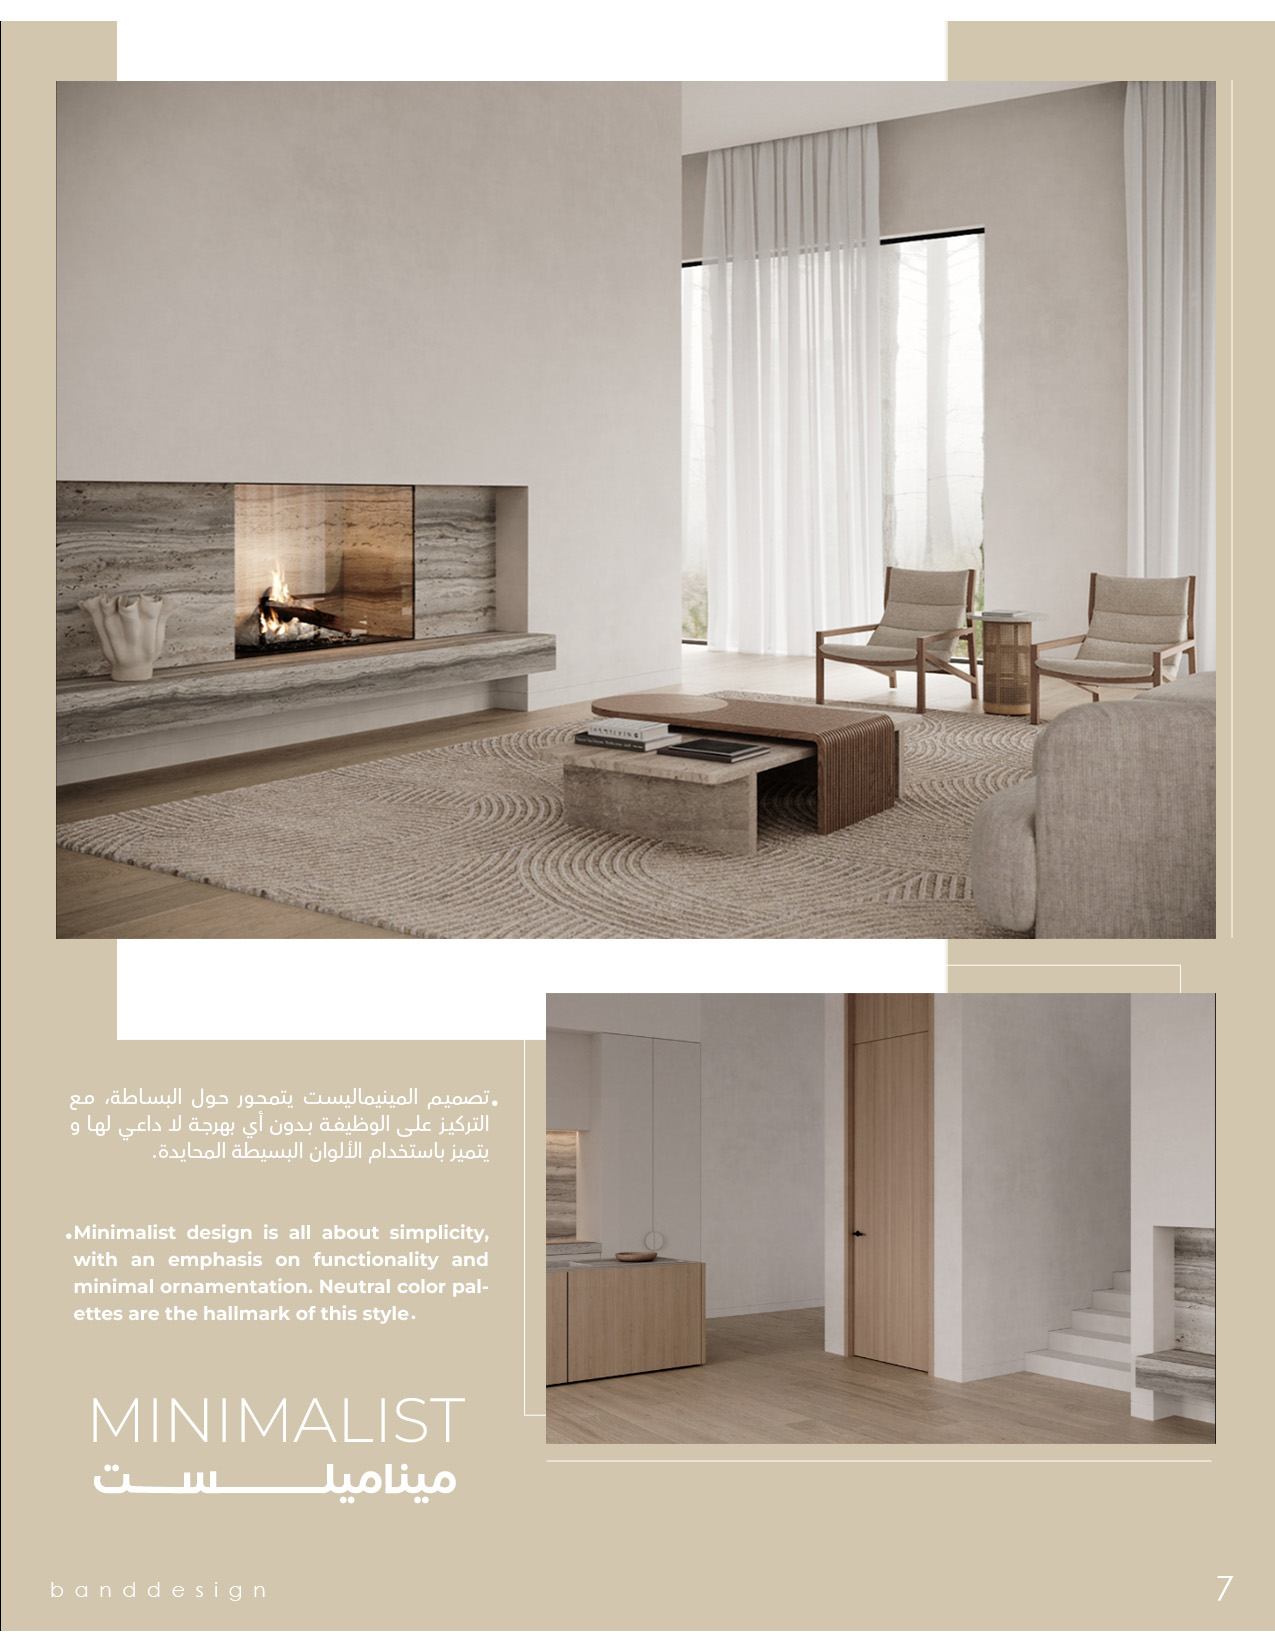 تصميم المينيماليست يتمحور حول البساطة، مع
التركيز على الوظيفة بدون أي بهرجة لا داعي لها و
يتميز باستخدام الألوان البسيطة المحايدة.
Minimalist design is all about simplicity,
with an emphasis on functionality and
minimal ornamentation. Neutral color pal-
ettes are the hallmark of this style.
MINIMALIST
ميناميلست
banddesign
7